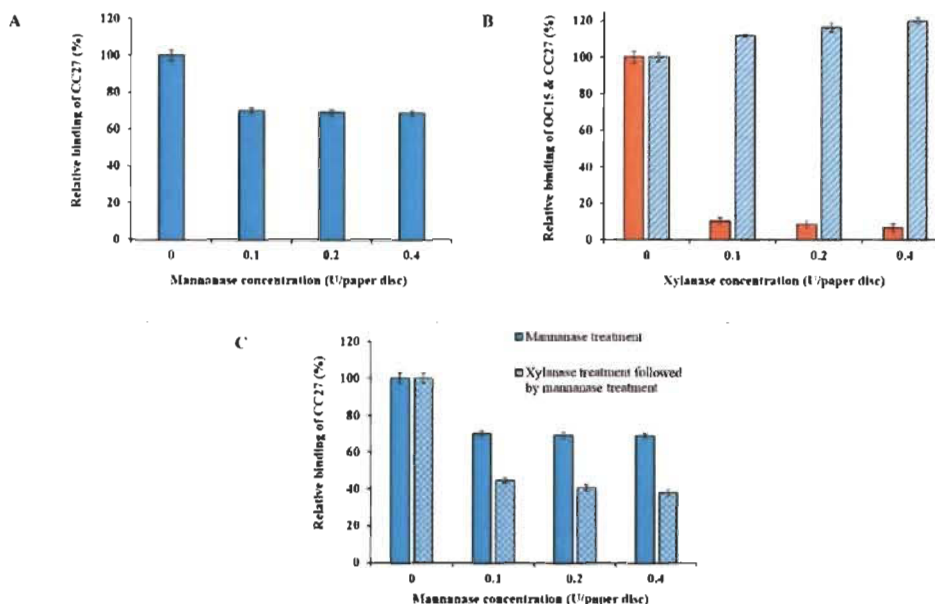 A
Relative binding of CC27 (%)
120
100
80
60
40
20
0
0 0.1 0.2 0.4
Mannanase concentration (U/paper disc)
B
Relative binding of OC15 & CC27 (%)
120
100
80
60
40
20
0
0 0.1 0.2 0.4
Xylanase concentration (U/paper disc)
C
Relative binding of CC27 (%)
120
100
80
60
40
20
0
0 0.1 0.2 0.4
Mannanase concentration (U/paper disc)
Mannanase treatment
Xylanase treatment followed
by mannanase treatment